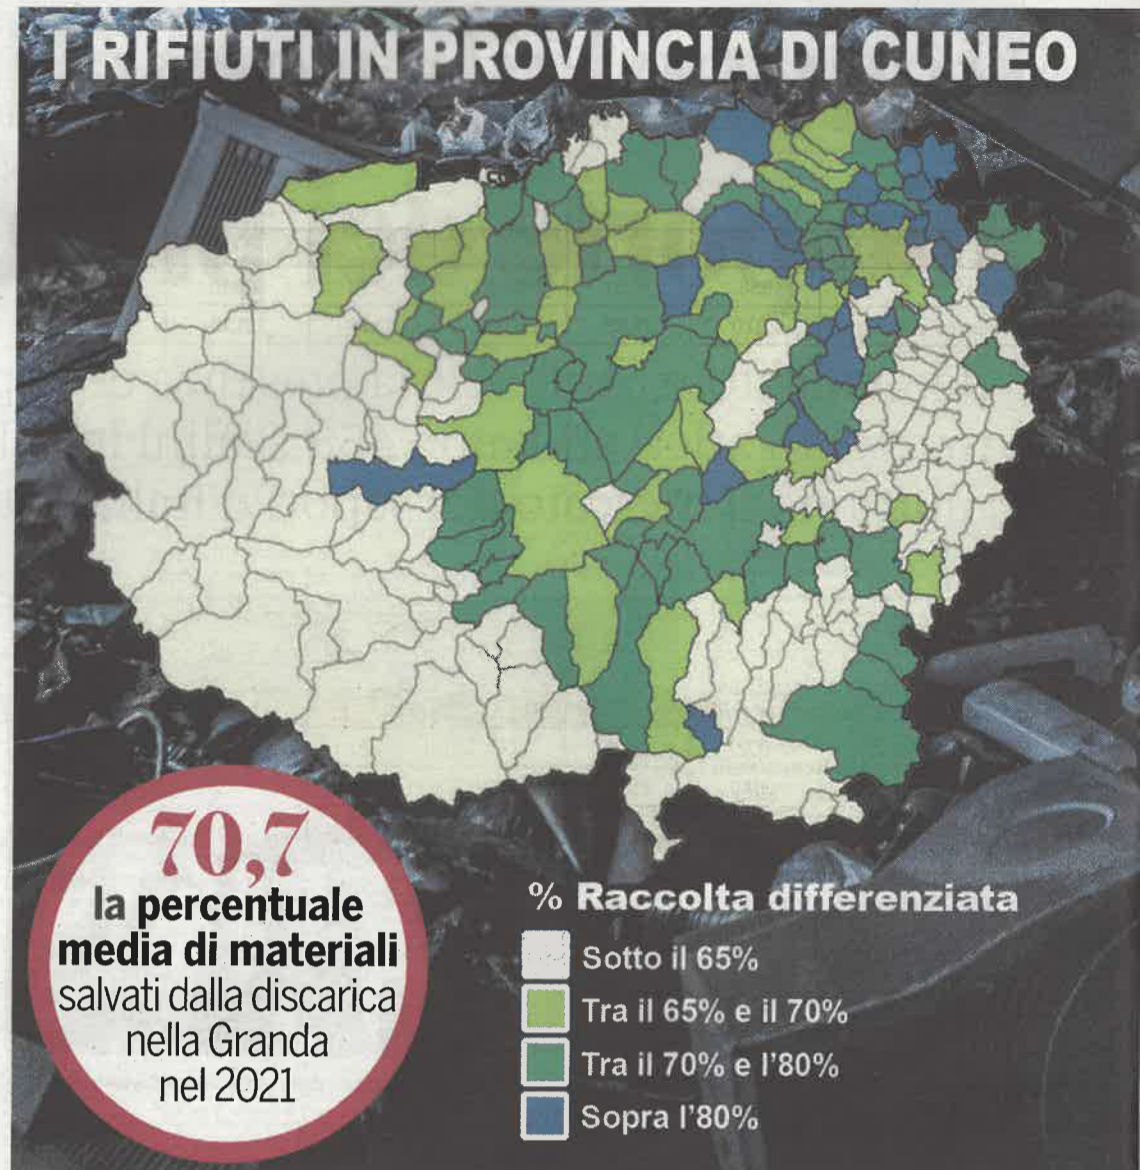 I RIFIUTI IN PROVINCIA DI CUNEO
70,7
la percentuale
media di materiali
salvati dalla discarica
nella Granda
nel 2021
% Raccolta differenziata
Sotto il 65%
Tra il 65% e il 70%
Tra il 70% e l'80%
Sopra l'80%